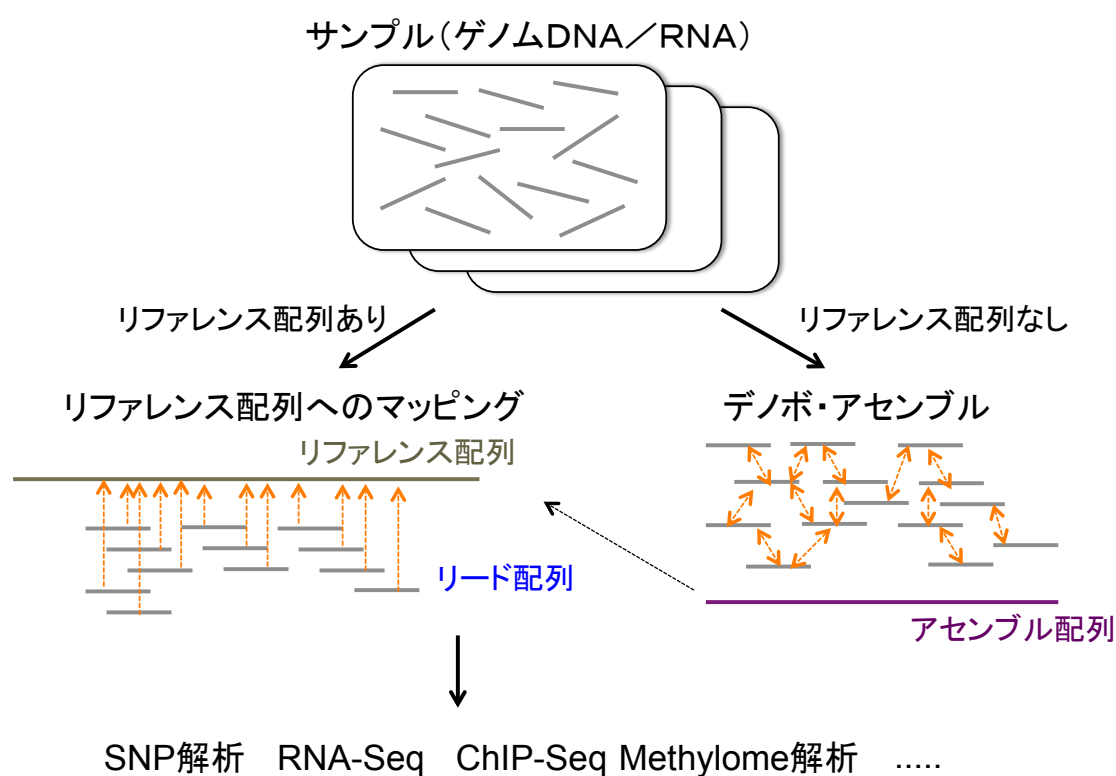 サンプル(ゲノムDNA/RNA)
リファレンス配列あり
リファレンス配列なし
リファレンス配列へのマッピング
デノボ・アセンブル
リファレンス配列
リード配列
アセンブル配列
SNP解析 RNA-Seq ChIP-Seq Methylome解析 .....